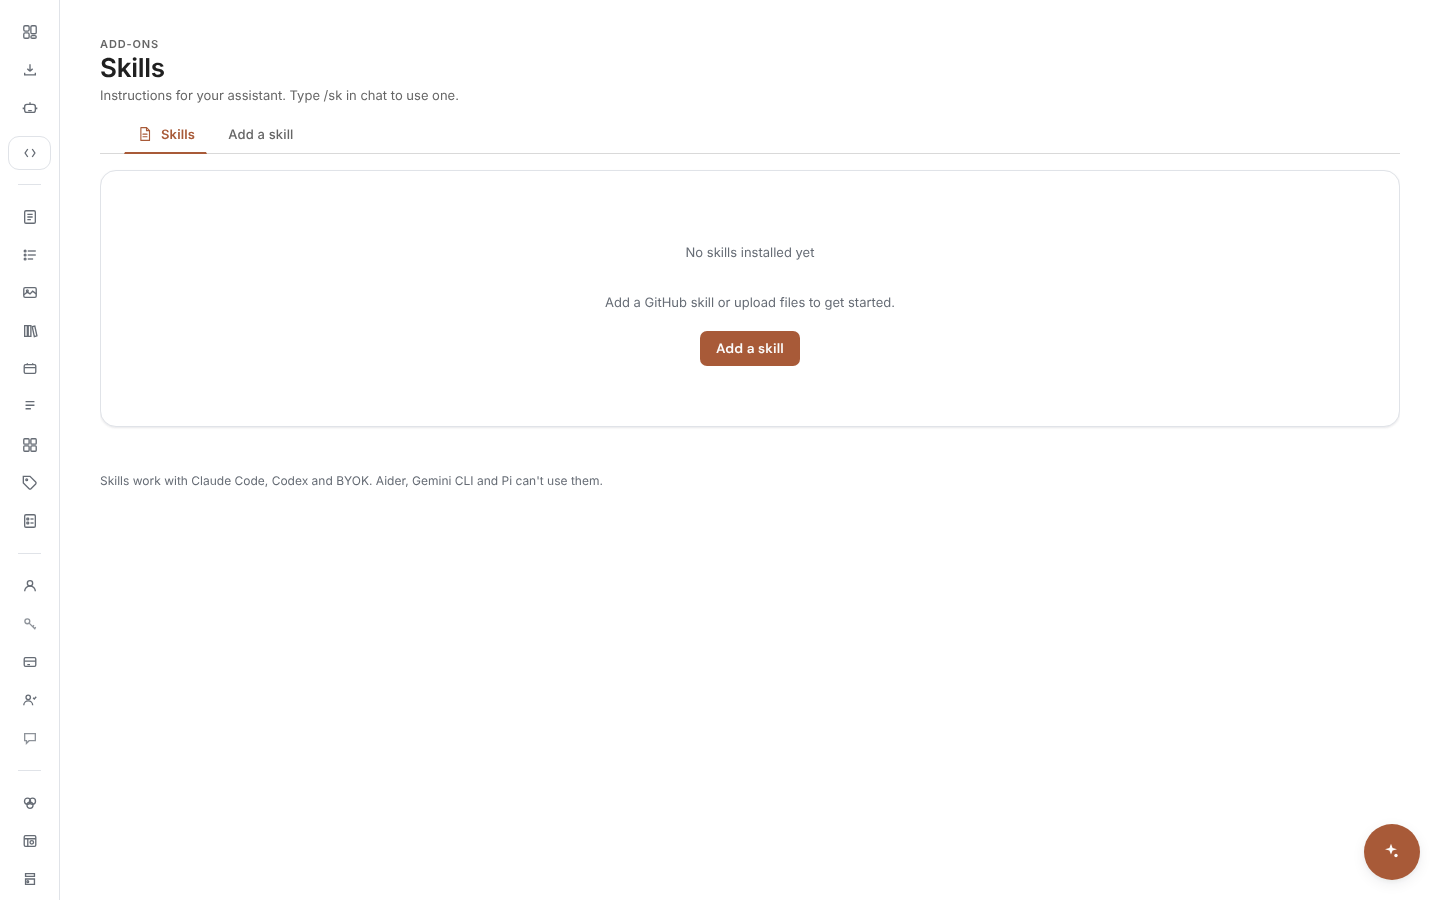 ADD-ONS
Skills
Instructions for your assistant. Type /sk in chat to use one.
Skills
Add a skill
No skills installed yet
Add a GitHub skill or upload files to get started.
Add a skill
Skills work with Claude Code, Codex and BYOK. Aider, Gemini CLI and Pi can't use them.